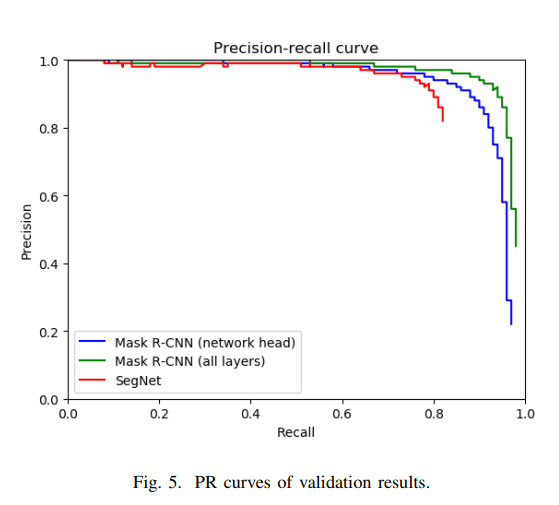 Precision-recall curve
1.0
0.8
0.6
0.4
0.2
0.0
Precision
Mask R-CNN (network head)
Mask R-CNN (all layers)
SegNet
0.0 0.2 0.4 0.6 0.8 1.0
Recall
Fig. 5. PR curves of validation results.